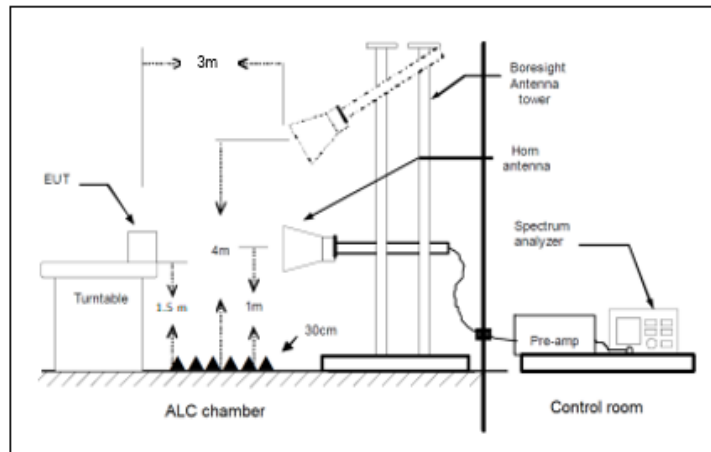 3m
Boresight
Antenna
tower
Horn
antenna
EUT
Spectrum
analyzer
4m
Turntable
1.5 m
1m
30cm
Pre-amp
ALC chamber
Control room